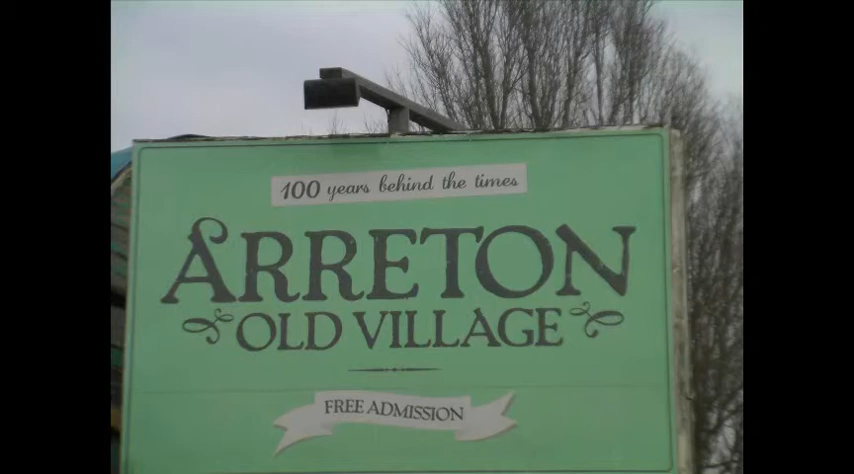 100 years behind the times
ARRETON
OLD VILLAGE
FREE ADMISSION